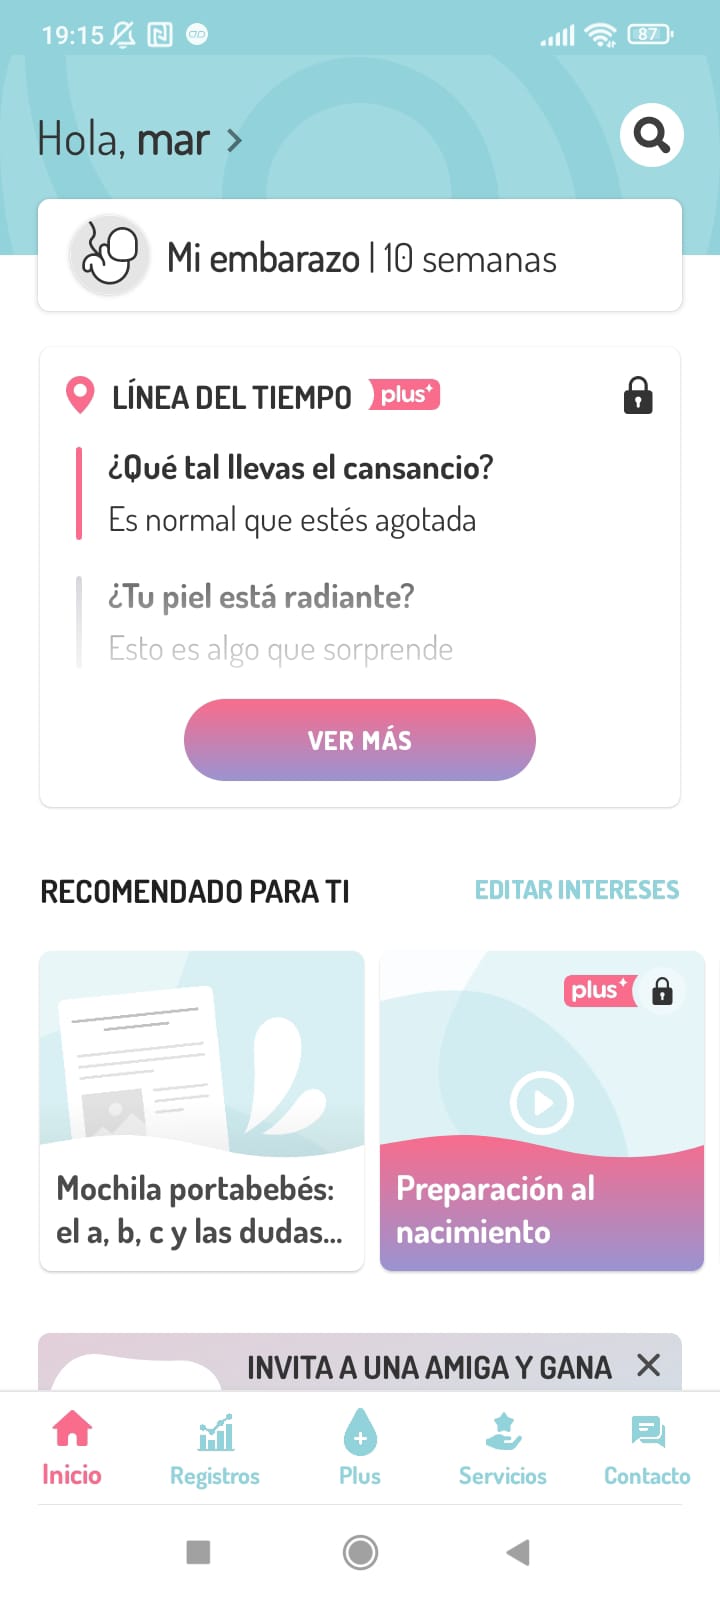 19:15
87
Hola, mar >
Mi embarazo | 10 semanas
LÍNEA DEL TIEMPO plus+
¿Qué tal llevas el cansancio?
Es normal que estés agotada
¿Tu piel está radiante?
Esto es algo que sorprende
VER MÁS
RECOMENDADO PARA TI
EDITAR INTERESES
Mochila portabebés:
el a, b, c y las dudas...
plus+
Preparación al
nacimiento
INVITA A UNA AMIGA Y GANA
Inicio
Registros
Plus
Servicios
Contacto